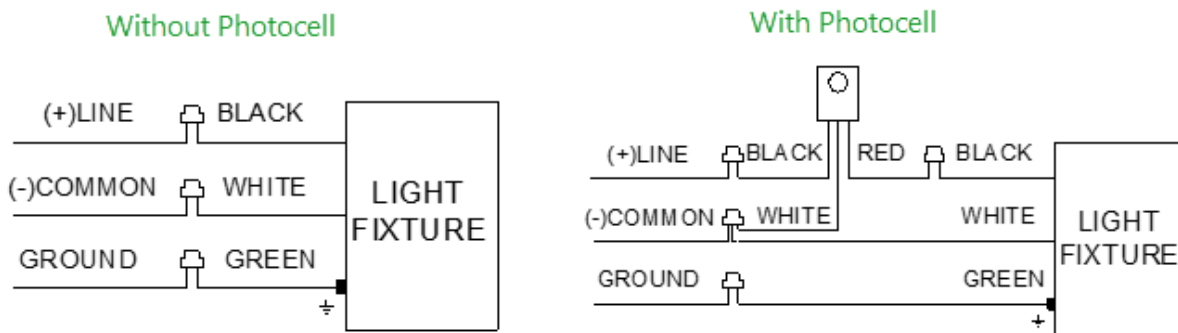 Without Photocell
(+)LINE BLACK
(-)COMMON WHITE
GROUND GREEN
LIGHT
FIXTURE
With Photocell
(+)LINE BLACK RED BLACK
(-)COMMON WHITE WHITE
GROUND GREEN
LIGHT
FIXTURE